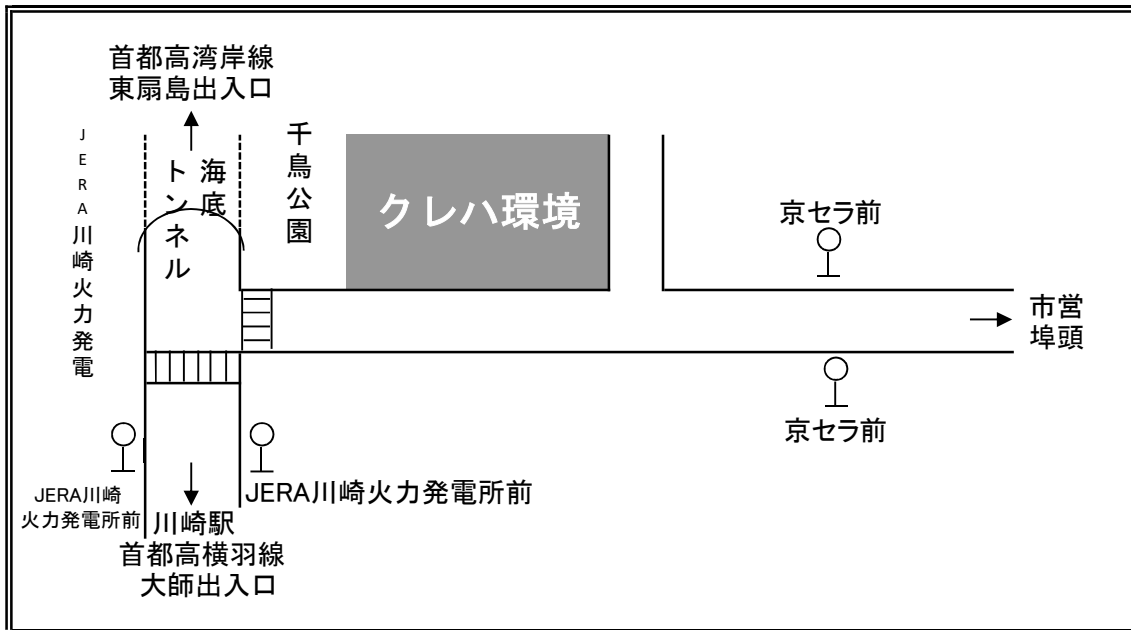 首都高湾岸線
東扇島出入口
JERA川崎火力発電
海底
トンネル
千鳥公園
クレハ環境
京セラ前
市営
埠頭
京セラ前
JERA川崎
火力発電所前
JERA川崎火力発電所前
川崎駅
首都高横羽線
大師出入口